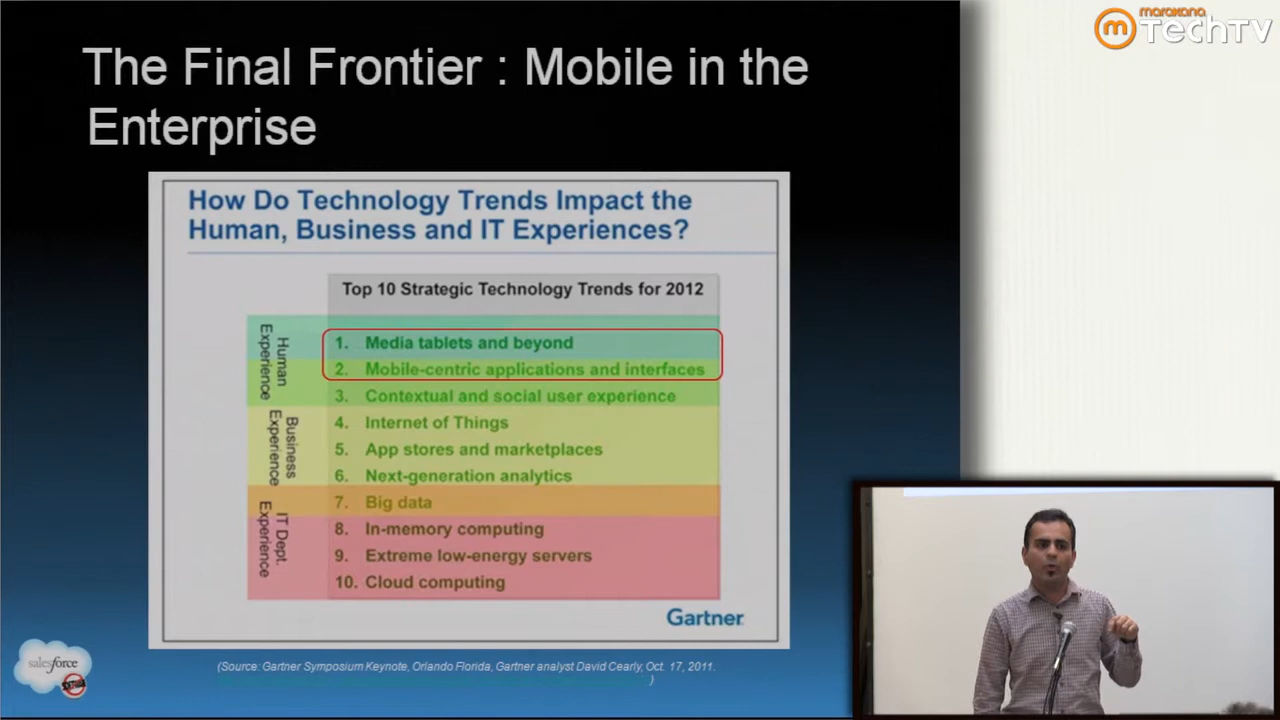 marakana
TechTV
The Final Frontier : Mobile in the
Enterprise
How Do Technology Trends Impact the
Human, Business and IT Experiences?
Top 10 Strategic Technology Trends for 2012
Human
Experience
1. Media tablets and beyond
2. Mobile-centric applications and interfaces
3. Contextual and social user experience
Business
Experience
4. Internet of Things
5. App stores and marketplaces
6. Next-generation analytics
IT Dept.
Experience
7. Big data
8. In-memory computing
9. Extreme low-energy servers
10. Cloud computing
Gartner
(Source: Gartner Symposium Keynote, Orlando Florida, Gartner analyst David Cearly, Oct. 17, 2011.
)
salesforce